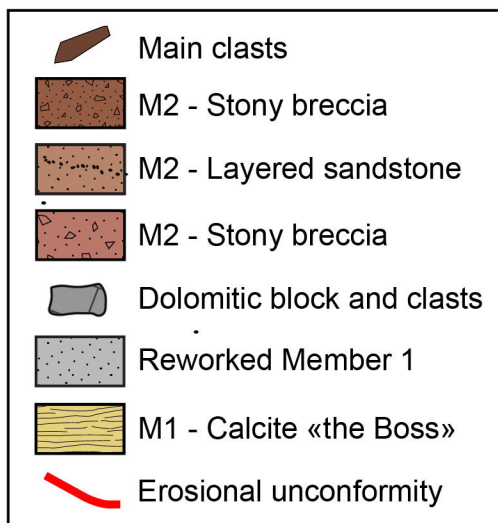 Main clasts
M2 - Stony breccia
M2 - Layered sandstone
M2 - Stony breccia
Dolomitic block and clasts
Reworked Member 1
M1 - Calcite «the Boss»
Erosional unconformity